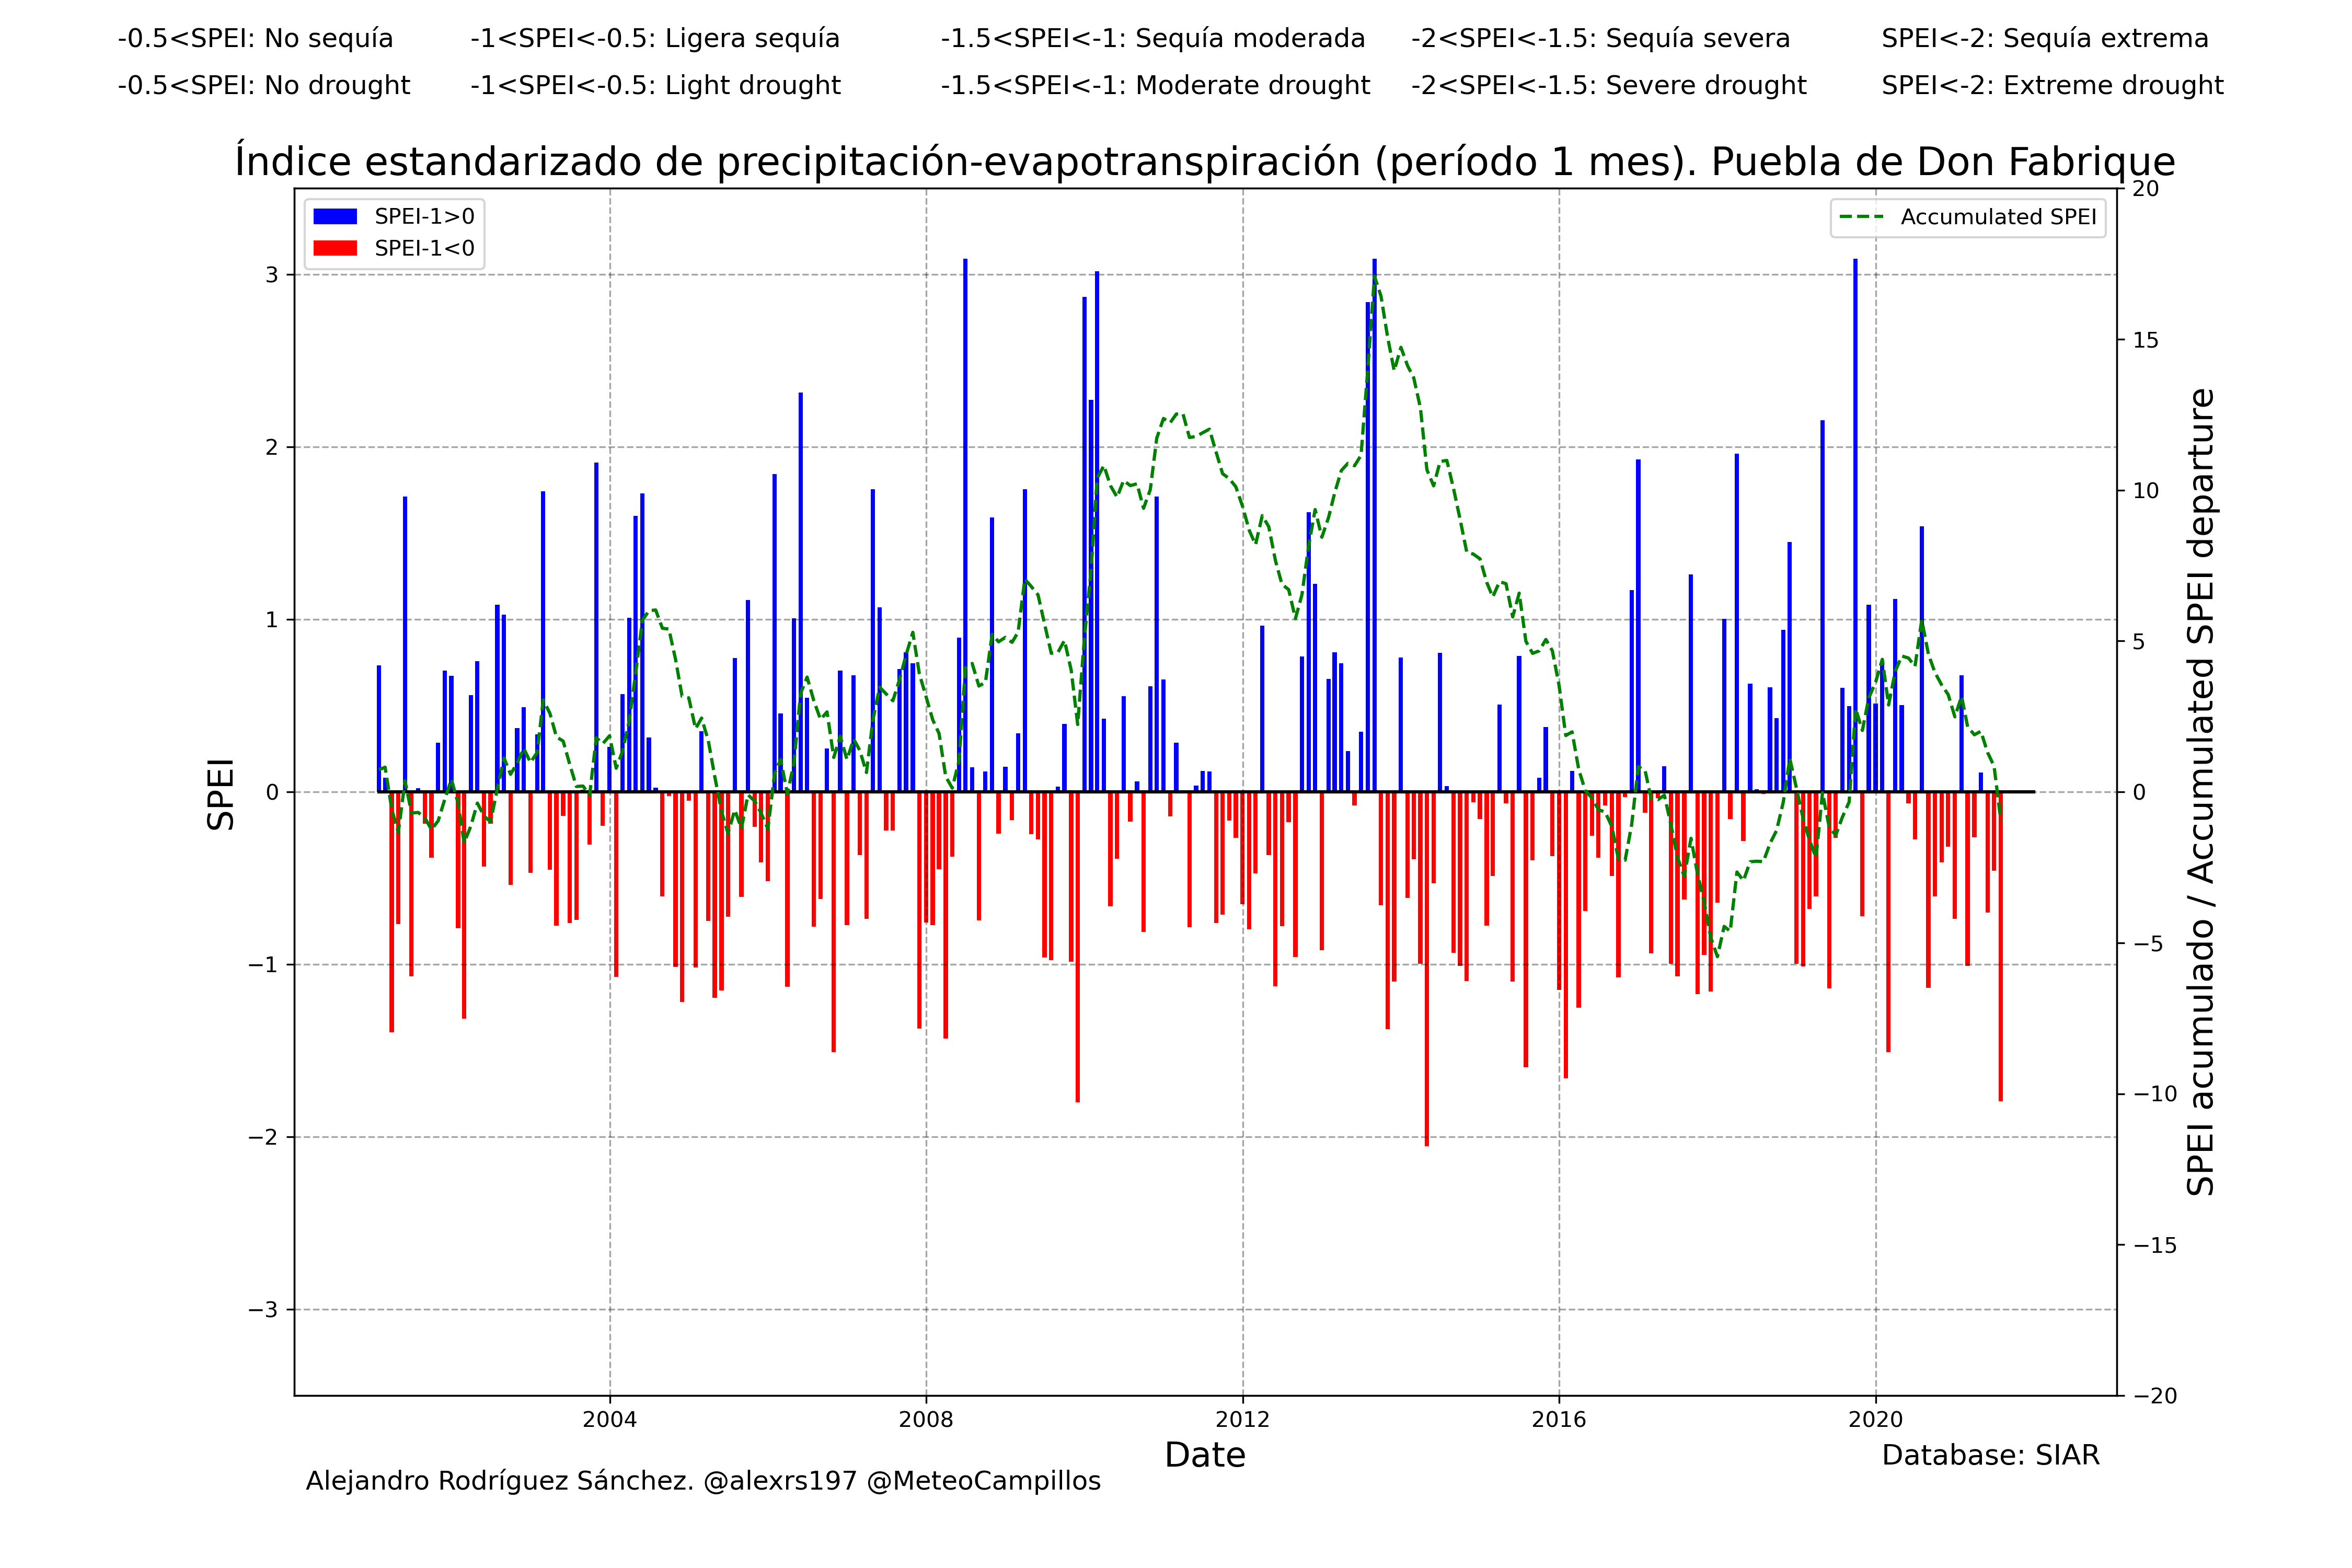 -0.5<SPEI: No sequía -1<SPEI<-0.5: Ligera sequía -1.5<SPEI<-1: Sequía moderada -2<SPEI<-1.5: Sequía severa SPEI<-2: Sequía extrema
-0.5<SPEI: No drought -1<SPEI<-0.5: Light drought -1.5<SPEI<-1: Moderate drought -2<SPEI<-1.5: Severe drought SPEI<-2: Extreme drought
Índice estandarizado de precipitación-evapotranspiración (período 1 mes). Puebla de Don Fabrique
SPEI-1>0
SPEI-1<0
Accumulated SPEI
SPEI
3
2
1
0
−1
−2
−3
20
15
10
5
0
−5
−10
−15
−20
SPEI acumulado / Accumulated SPEI departure
2004 2008 2012 2016 2020
Date
Database: SIAR
Alejandro Rodríguez Sánchez. @alexrs197 @MeteoCampillos